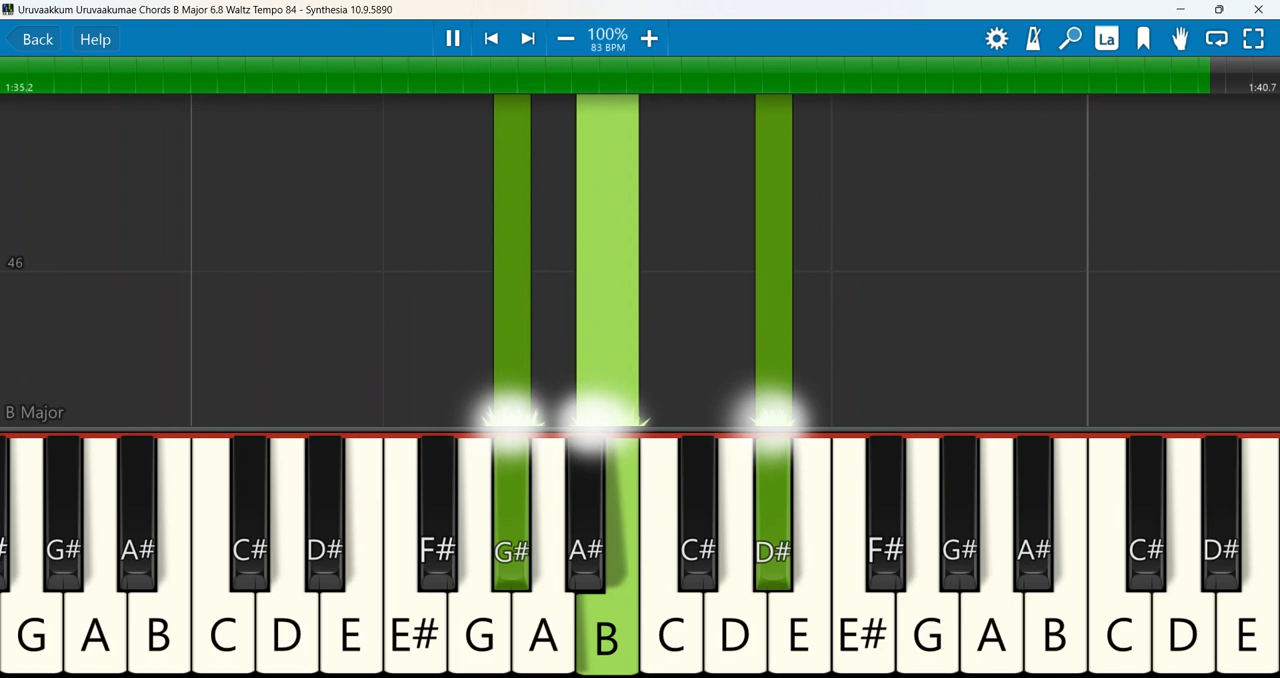 Uruvaakkum Uruvaakumae Chords B Major 6.8 Waltz Tempo 84 - Synthesia 10.9.5890
Back Help 100% La
83 BPM
1:35.2 1:40.7
46
B Major
# G# A# C# D# F# G# A# C# D# F# G# A# C# D#
G A B C D E E# G A B C D E E# G A B C D E